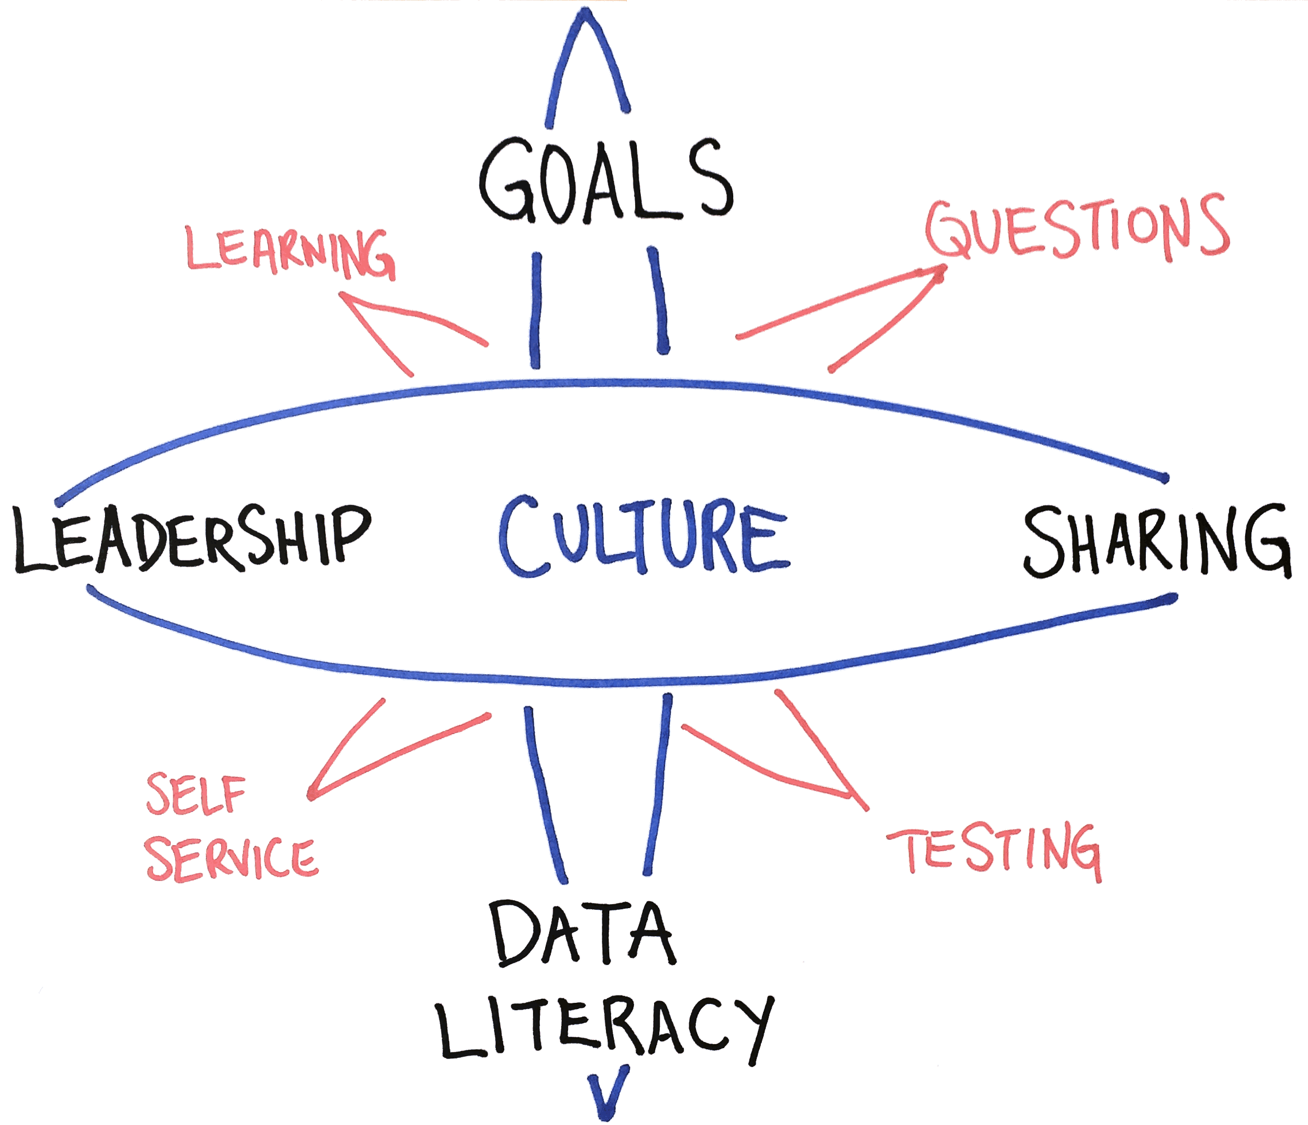 GOALS
LEARNING
QUESTIONS
LEADERSHIP
CULTURE
SHARING
SELF
SERVICE
TESTING
DATA
LITERACY